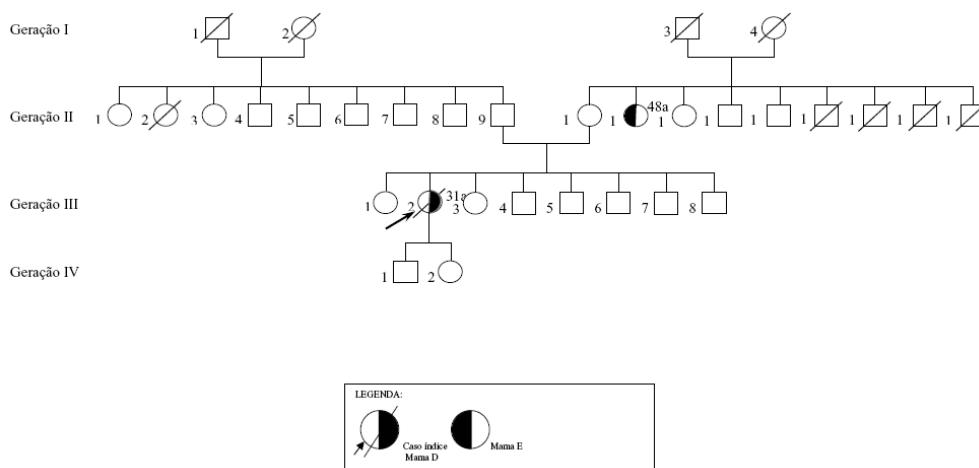 Geração I
1 2 3 4
Geração II
1 2 3 4 5 6 7 8 9 1 1 48a 1 1 1 1 1 1 1
Geração III
1 2 31a 3 4 5 6 7 8
Geração IV
1 2
LEGENDA:
Caso índice
Mama D
Mama E